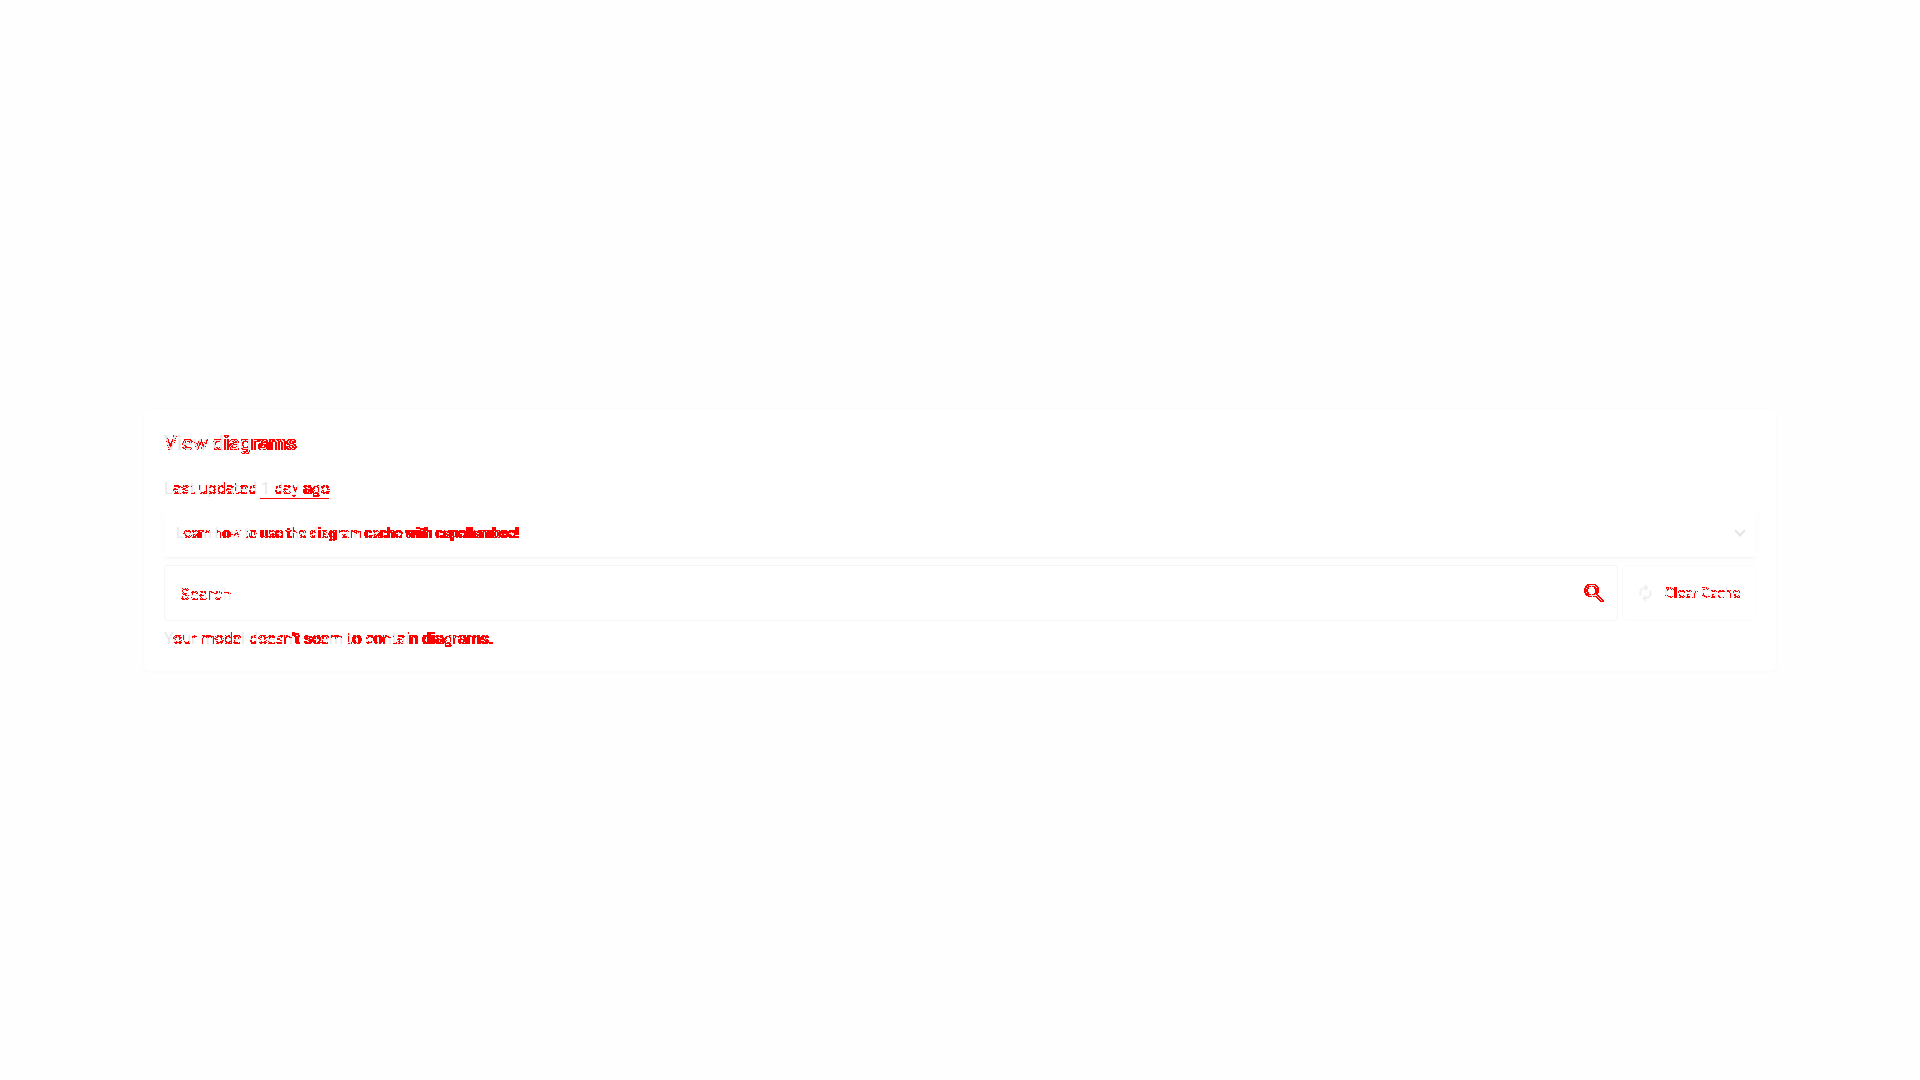 View diagrams
Last updated 1 day ago
Learn how to use the diagram cache with capellambse!
Search
Clear Cache
Your model doesn't seem to contain diagrams.